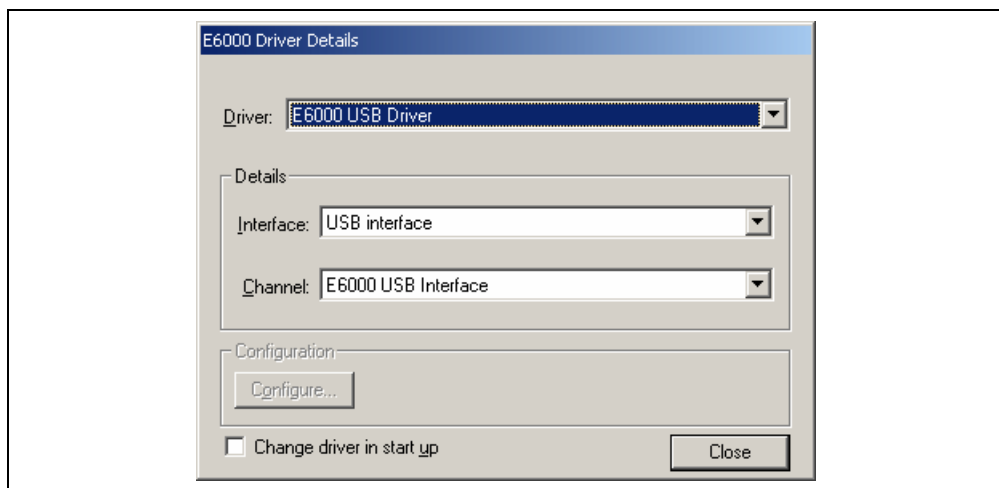 E6000 Driver Details
Driver: E6000 USB Driver
Details
Interface: USB interface
Channel: E6000 USB Interface
Configuration
Configure...
Change driver in start up
Close